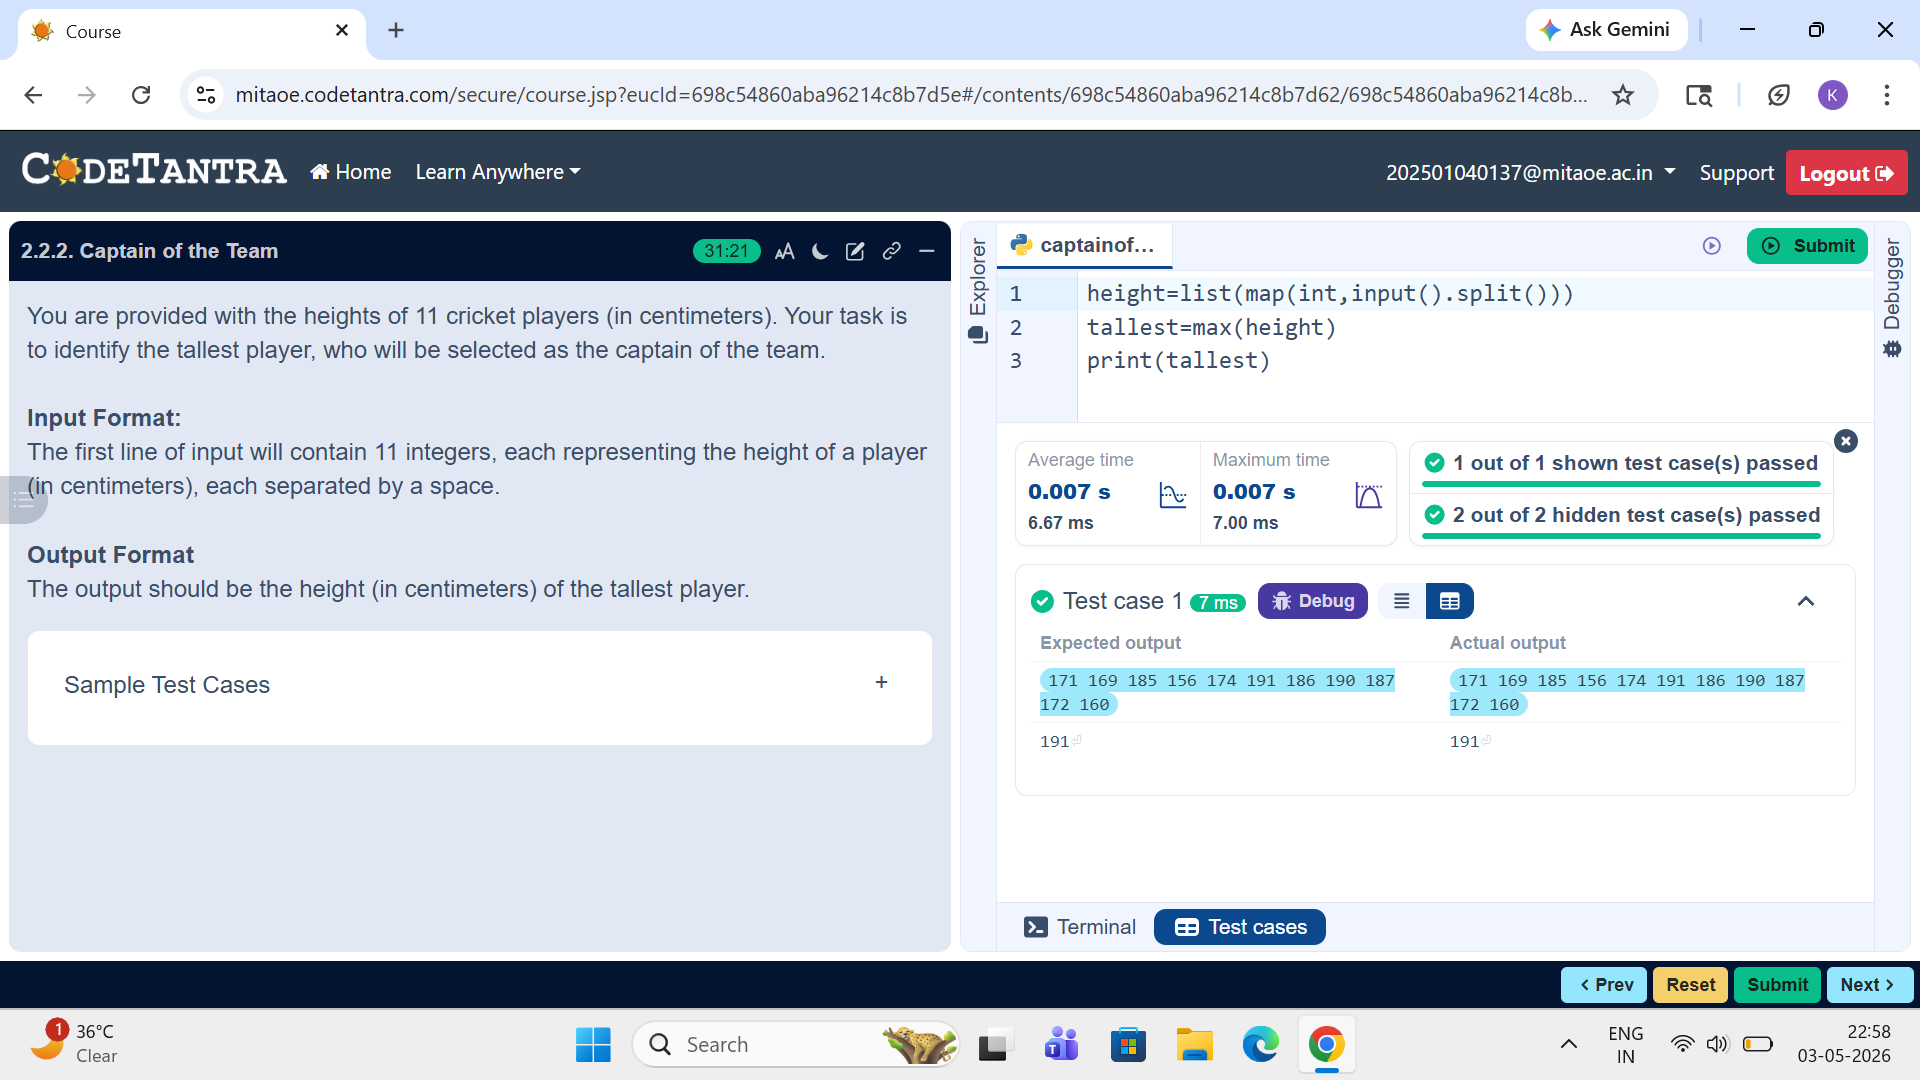 Course
Ask Gemini
mitaoe.codetantra.com/secure/course.jsp?eucId=698c54860aba96214c8b7d5e#/contents/698c54860aba96214c8b7d62/698c54860aba96214c8b...
K
CODETANTRA
Home
Learn Anywhere
202501040137@mitaoe.ac.in
Support
Logout
2.2.2. Captain of the Team
31:21
AA
You are provided with the heights of 11 cricket players (in centimeters). Your task is
to identify the tallest player, who will be selected as the captain of the team.
Input Format:
The first line of input will contain 11 integers, each representing the height of a player
(in centimeters), each separated by a space.
Output Format
The output should be the height (in centimeters) of the tallest player.
Sample Test Cases
+
Explorer
captainof...
Submit
Debugger
1 height=list(map(int,input().split()))
2 tallest=max(height)
3 print(tallest)
Average time
0.007 s
6.67 ms
Maximum time
0.007 s
7.00 ms
1 out of 1 shown test case(s) passed
2 out of 2 hidden test case(s) passed
Test case 1
7 ms
Debug
Expected output
Actual output
171 169 185 156 174 191 186 190 187
172 160
191
171 169 185 156 174 191 186 190 187
172 160
191
Terminal
Test cases
< Prev
Reset
Submit
Next >
1
36°C
Clear
Search
T
ENG
IN
22:58
03-05-2026